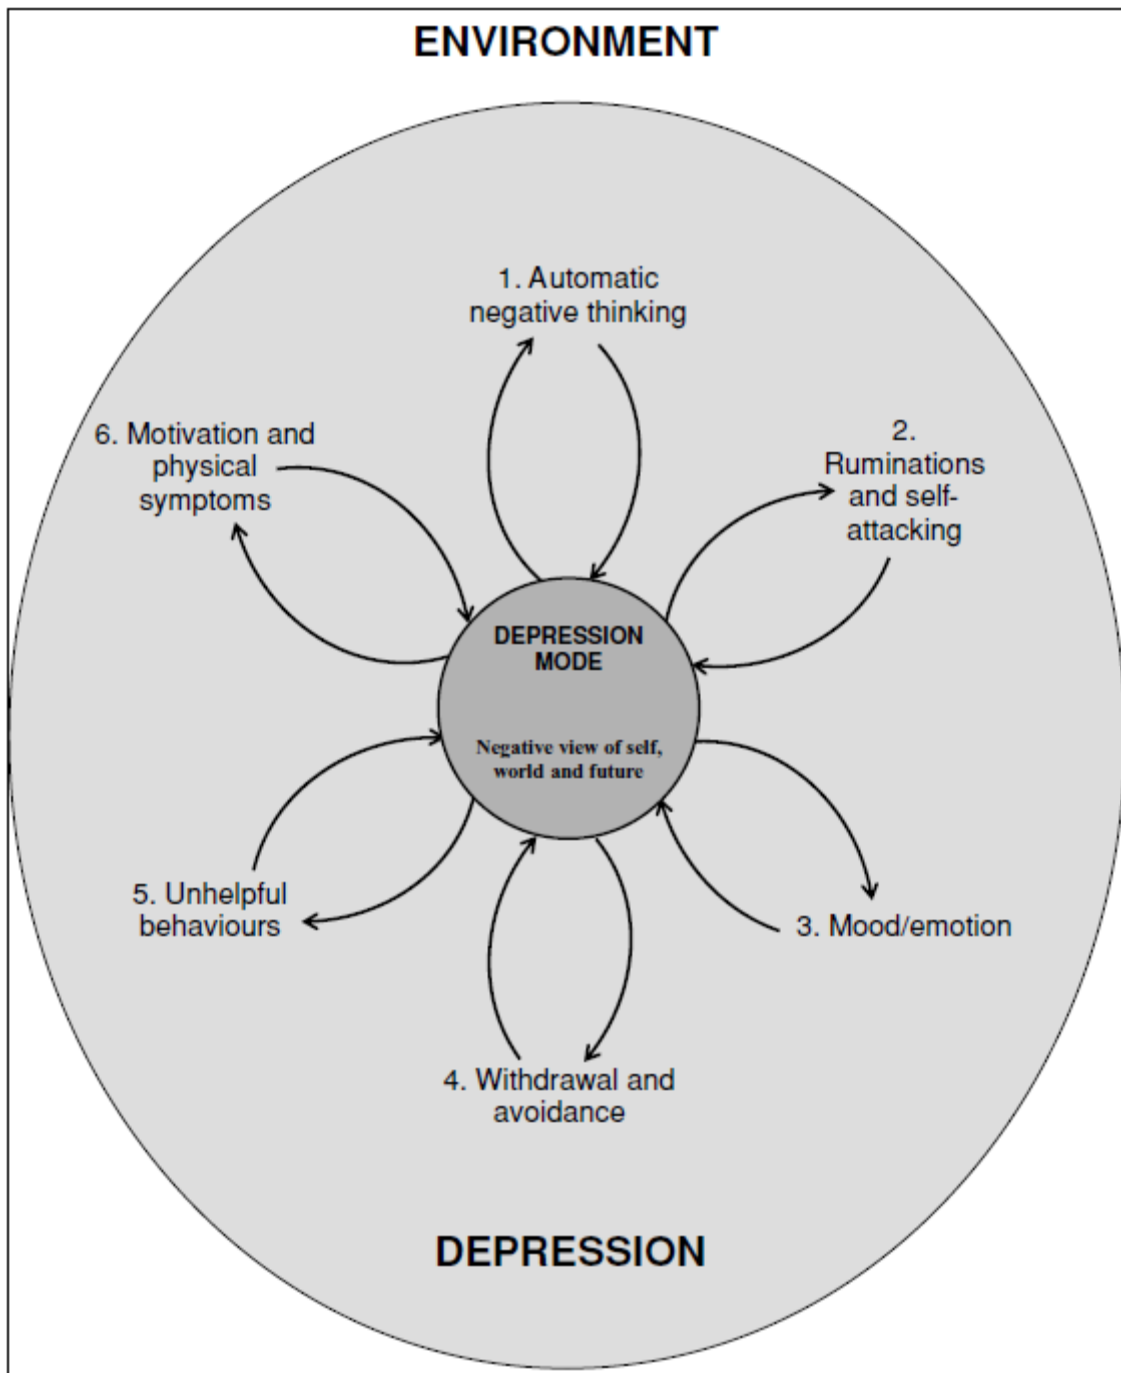 ENVIRONMENT
1. Automatic
negative thinking
2.
Ruminations
and self-
attacking
3. Mood/emotion
4. Withdrawal and
avoidance
5. Unhelpful
behaviours
6. Motivation and
physical
symptoms
DEPRESSION
MODE
Negative view of self,
world and future
DEPRESSION